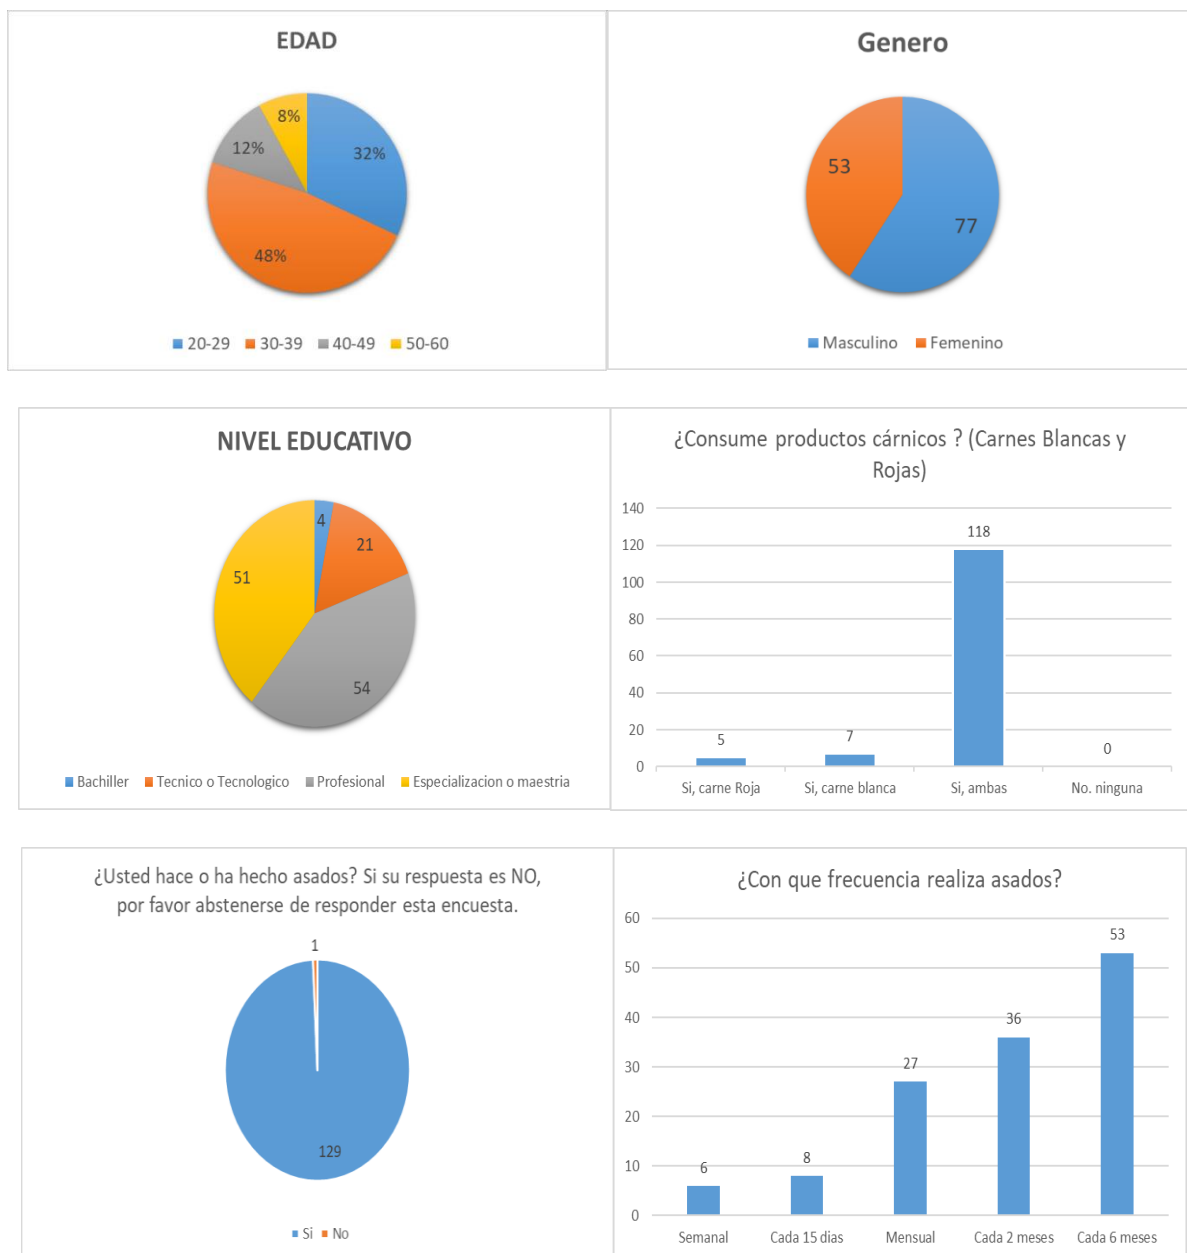 EDAD
8%
12%
32%
48%
20-29 30-39 40-49 50-60
Genero
53
77
Masculino Femenino
NIVEL EDUCATIVO
4
21
51
54
Bachiller Tecnico o Tecnologico Profesional Especializacion o maestria
¿Consume productos cárnicos ? (Carnes Blancas y
Rojas)
140
120
100
80
60
40
20
0
5
7
118
0
Si, carne Roja Si, carne blanca Si, ambas No. ninguna
¿Usted hace o ha hecho asados? Si su respuesta es NO,
por favor abstenerse de responder esta encuesta.
1
129
Si No
¿Con que frecuencia realiza asados?
60
50
40
30
20
10
0
6
8
27
36
53
Semanal Cada 15 dias Mensual Cada 2 meses Cada 6 meses